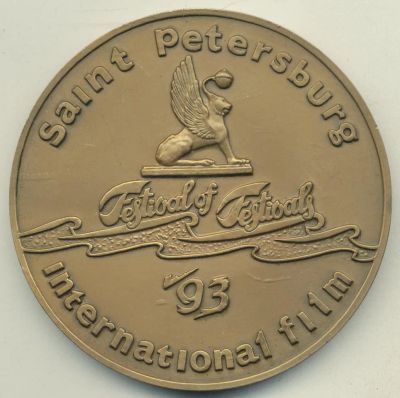 Saint Petersburg
Festival of Festivals
'93
international film